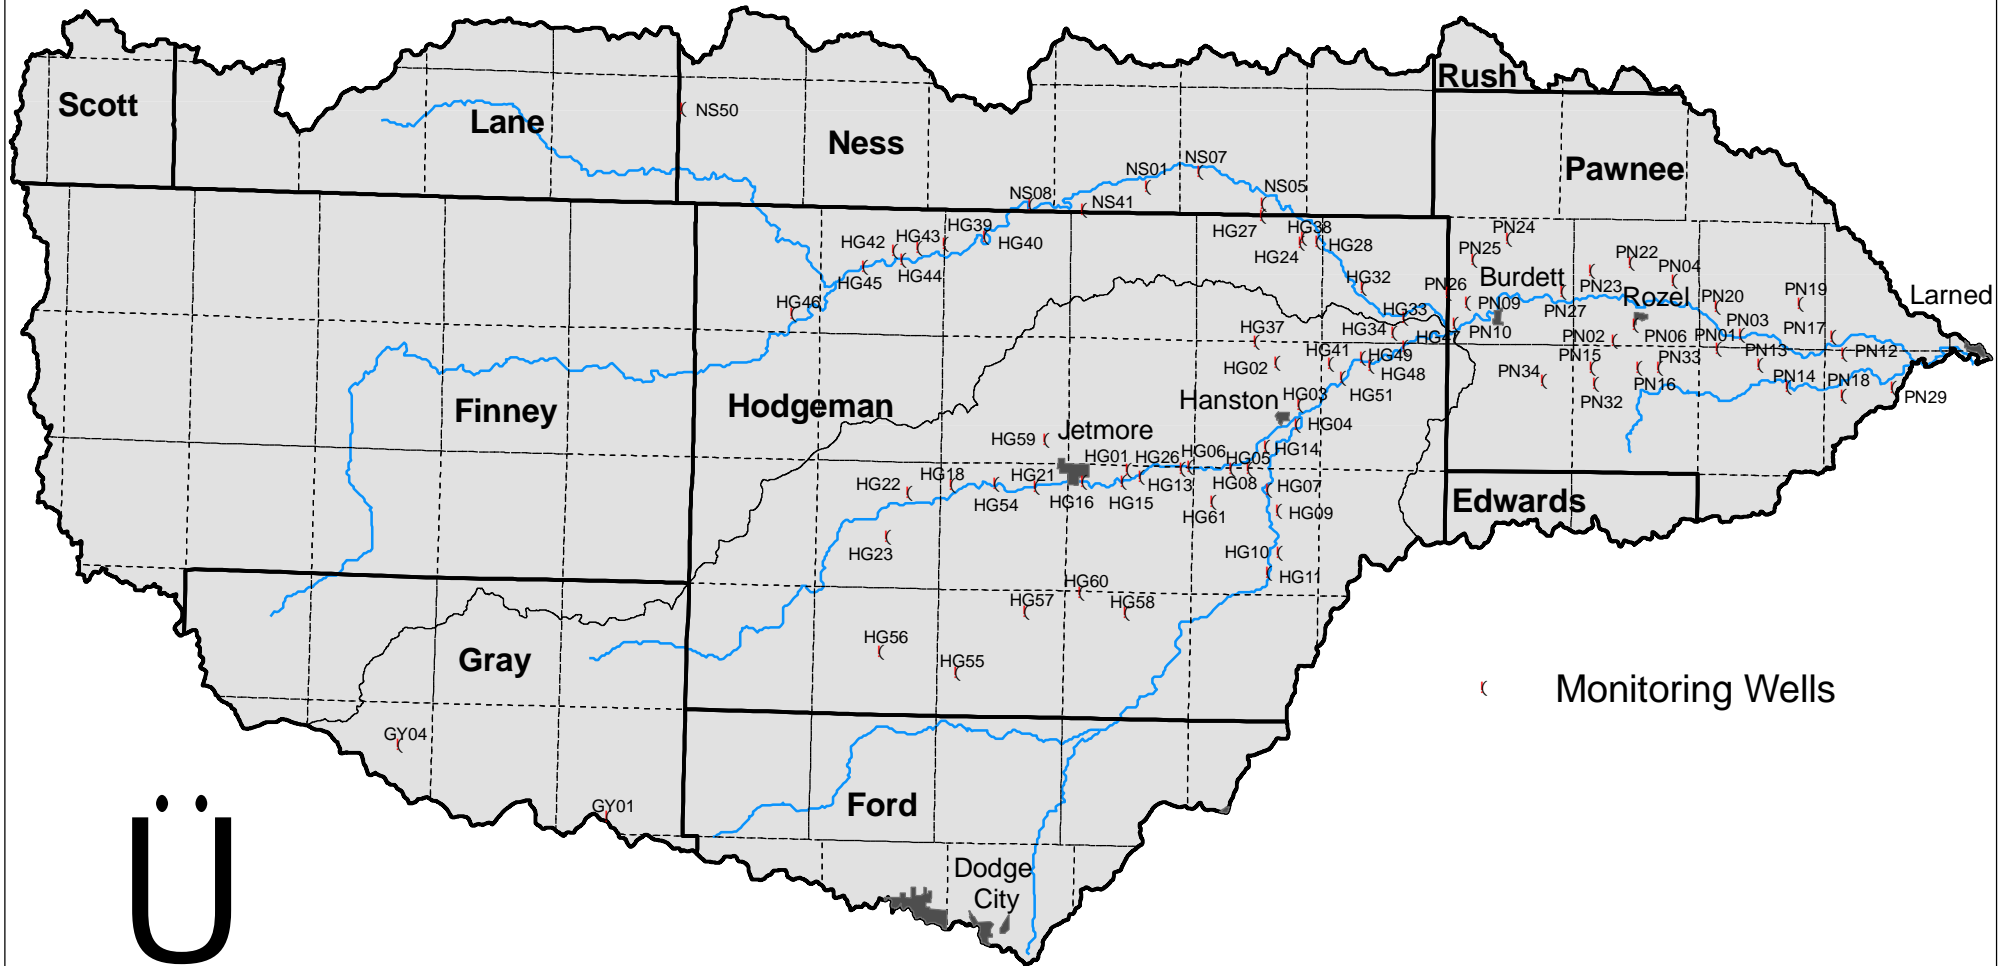 Rush
Scott
NS50
Lane
Ness
Pawnee
NS07
NS01
NS05
NS08
NS41
HG39
HG38
HG27
PN24
HG42
HG43
HG40
HG28
PN25
PN22
HG44
HG24
PN04
HG45
HG32
PN26
Burdett
PN23
Rozel
PN19
Larned
HG46
PN09
PN20
HG33
PN27
PN03
HG37
HG34
HG47
PN10
PN02
PN06
PN01
PN17
HG41
HG49
PN15
PN33
PN13
PN12
HG02
HG48
PN34
PN16
PN14
PN18
HG51
PN32
PN29
Finney
Hodgeman
Hanston
HG03
HG04
Jetmore
HG59
HG01
HG26
HG06
HG05
HG14
HG22
HG18
HG21
HG13
HG08
HG54
HG16
HG15
HG61
HG07
HG09
Edwards
HG23
HG10
HG11
HG60
HG57
HG58
HG56
HG55
Gray
Monitoring Wells
GY04
GY01
Ford
Dodge
City
Ü